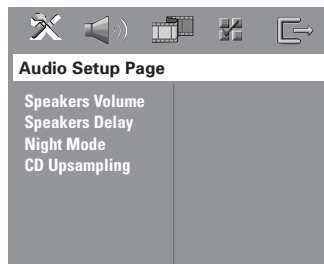 Audio Setup Page
Speakers Volume
Speakers Delay
Night Mode
CD Upsampling